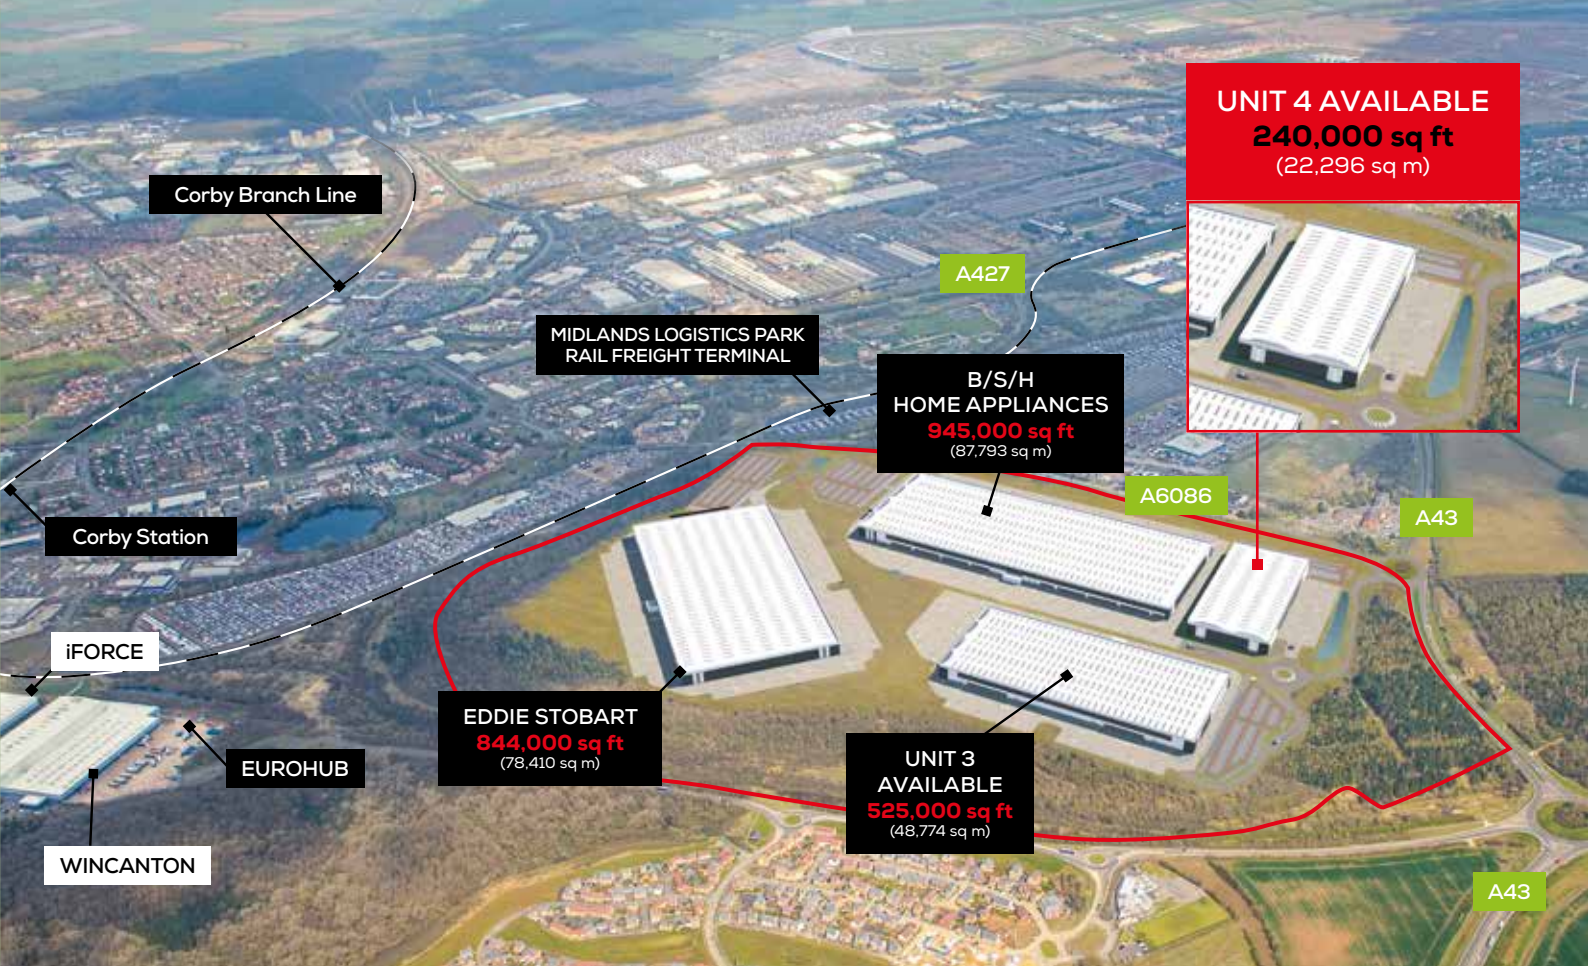 UNIT 4 AVAILABLE
240,000 sq ft
(22,296 sq m)
Corby Branch Line
A427
MIDLANDS LOGISTICS PARK
RAIL FREIGHT TERMINAL
B/S/H
HOME APPLIANCES
945,000 sq ft
(87,793 sq m)
A6086
A43
Corby Station
iFORCE
EDDIE STOBART
844,000 sq ft
(78,410 sq m)
EUROHUB
UNIT 3
AVAILABLE
525,000 sq ft
(48,774 sq m)
WINCANTON
A43